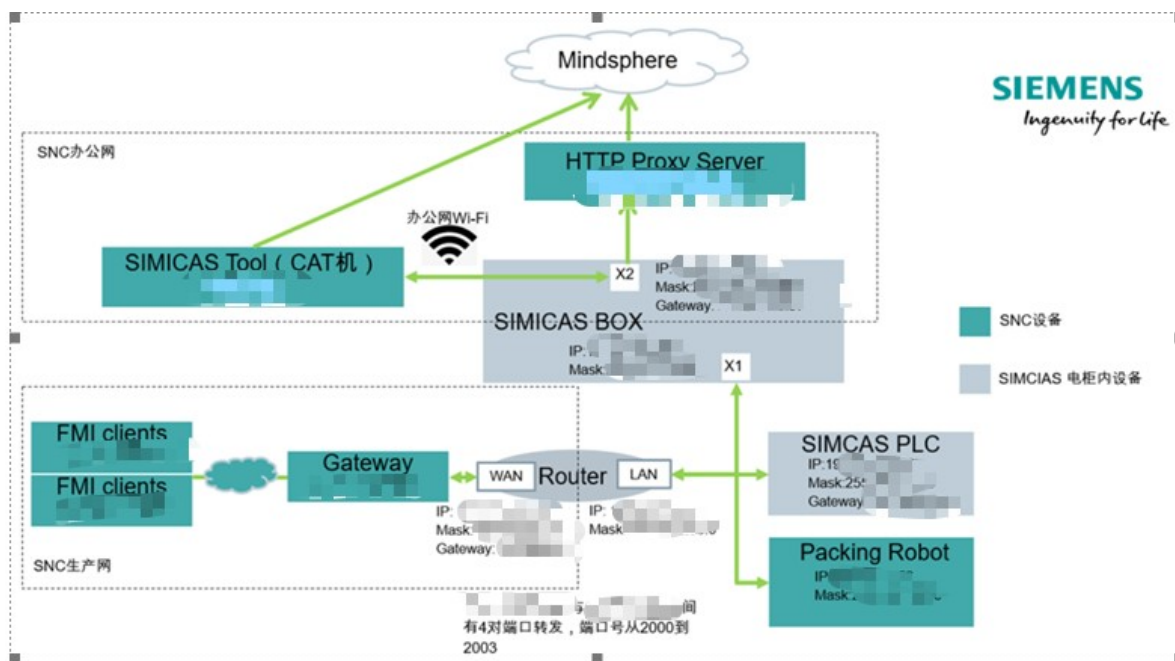 Mindsphere
SIEMENS
Ingenuity for life
SNC办公网
HTTP Proxy Server
办公网Wi-Fi
SIMICAS Tool（CAT机）
X2
IP:
Mask:
Gateway:
SIMICAS BOX
IP:
Mask:
X1
SNC设备
SIMCIAS 电柜内设备
FMI clients
FMI clients
Gateway
WAN
Router
LAN
SIMCAS PLC
IP:19
Mask:25
Gateway
IP:
Mask:
Gateway:
IP:
Mask
Packing Robot
IP
Mask:
SNC生产网
间
有4对端口转发，端口号从2000到
2003